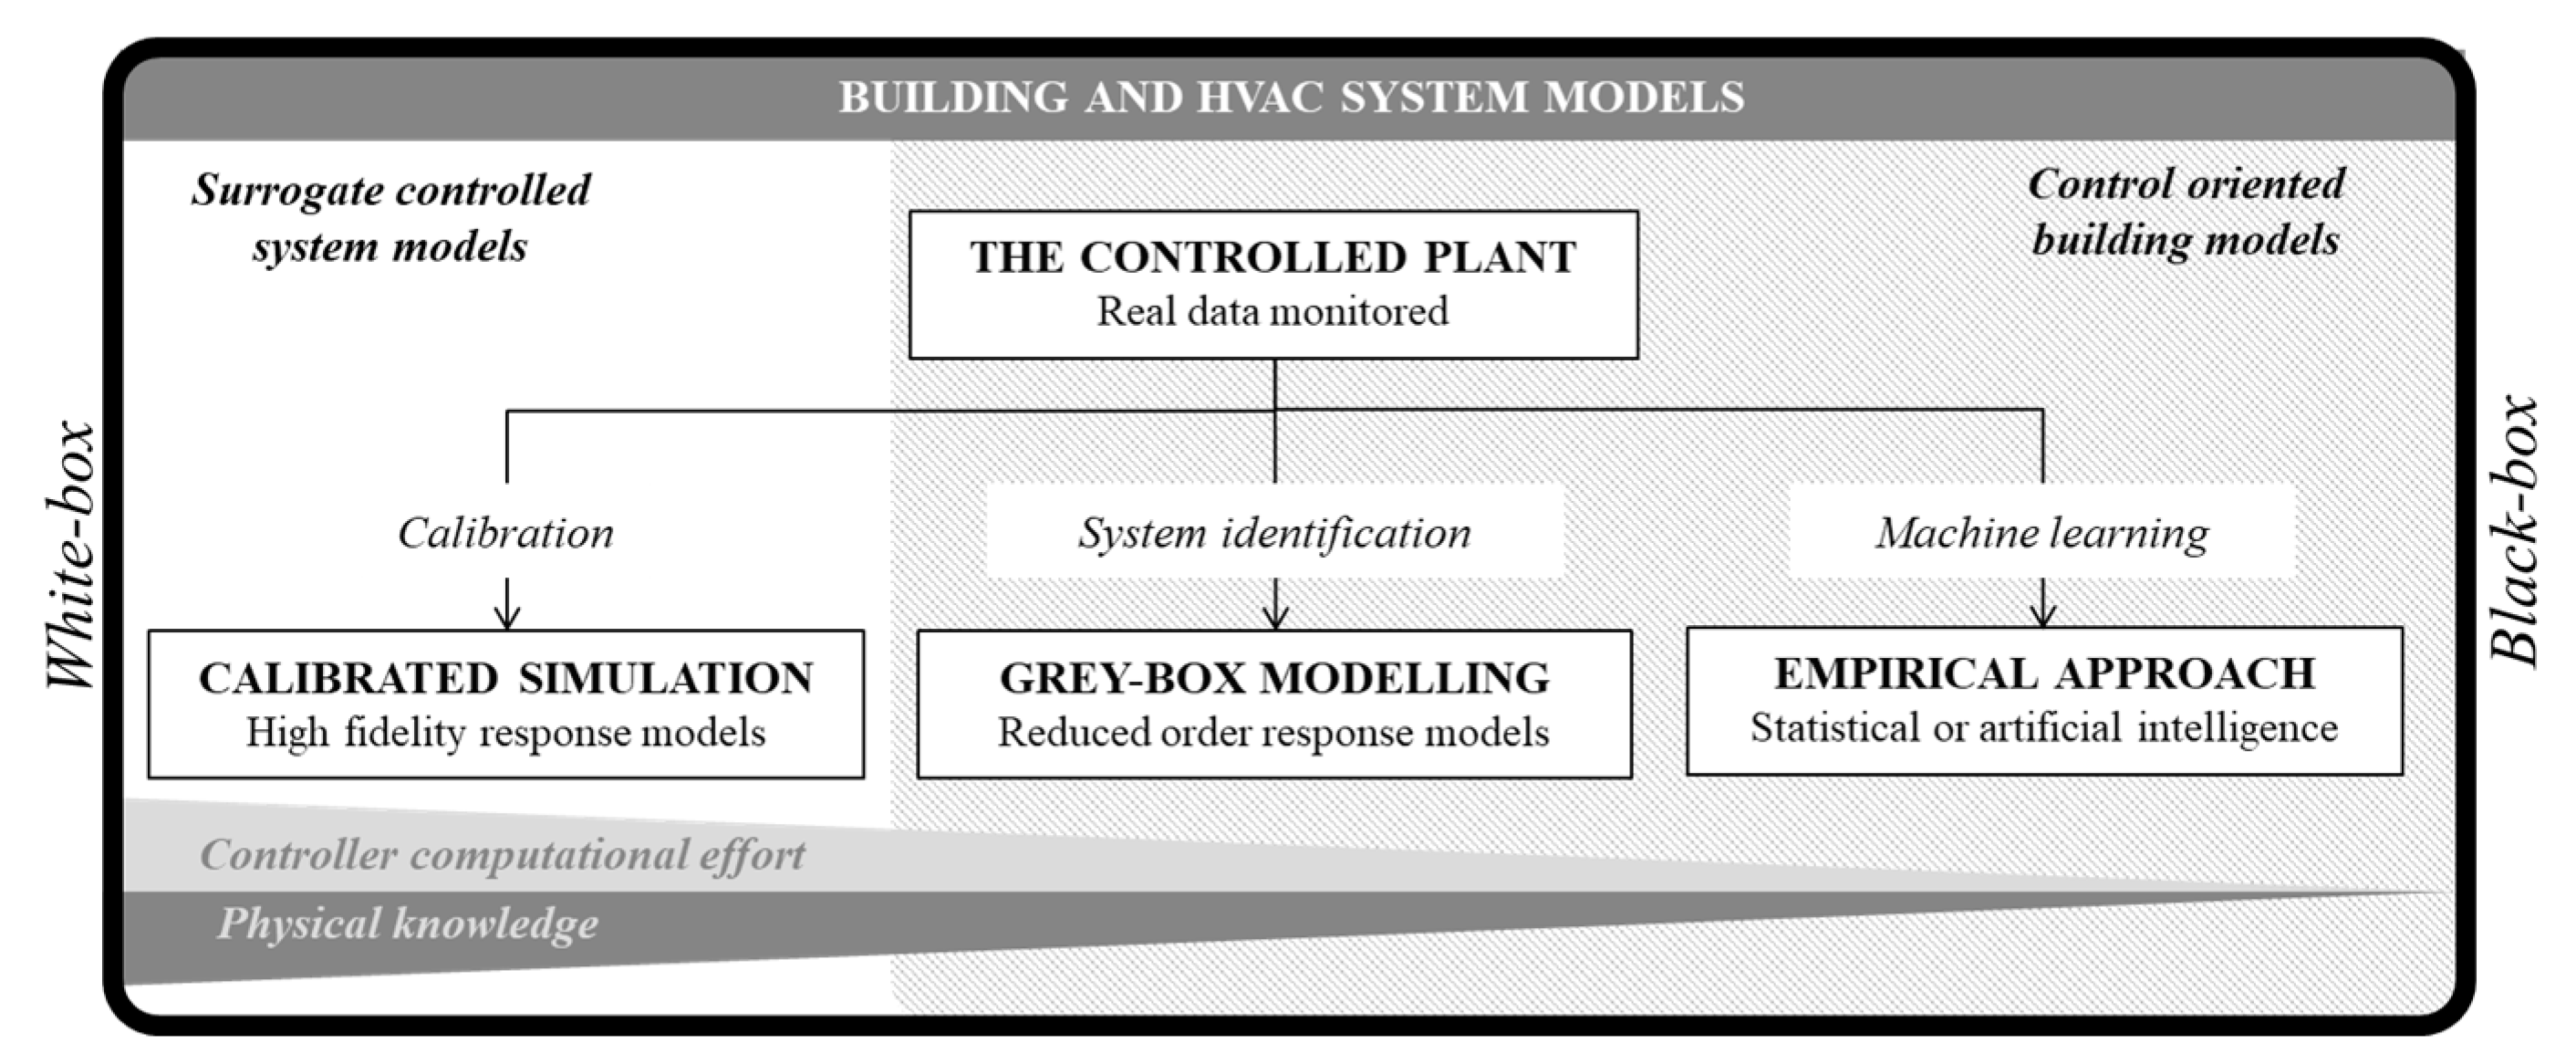 BUILDING AND HVAC SYSTEM MODELS
Surrogate controlled
system models
Control oriented
building models
THE CONTROLLED PLANT
Real data monitored
White-box
Black-box
Calibration
System identification
Machine learning
CALIBRATED SIMULATION
High fidelity response models
GREY-BOX MODELLING
Reduced order response models
EMPIRICAL APPROACH
Statistical or artificial intelligence
Controller computational effort
Physical knowledge